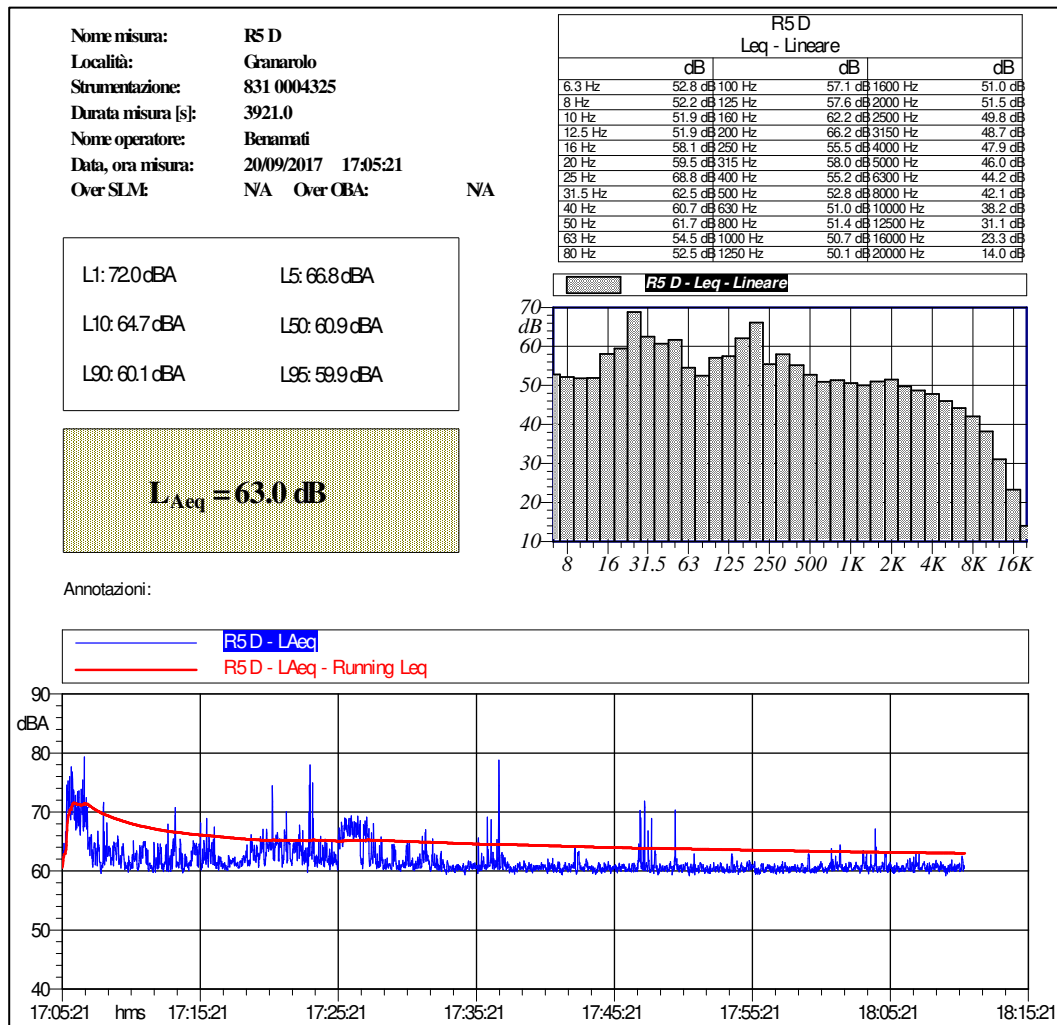 Nome misura: R5 D
Località: Granarolo
Strumentazione: 831 0004325
Durata misura [s]: 3921.0
Nome operatore: Benamati
Data, ora misura: 20/09/2017 17:05:21
Over SLM: N/A Over OBA: N/A
R5 D
Leq - Lineare
dB dB dB
6.3 Hz 52.8 dB 100 Hz 57.1 dB 1600 Hz 51.0 dB
8 Hz 52.2 dB 125 Hz 57.6 dB 2000 Hz 51.5 dB
10 Hz 51.9 dB 160 Hz 62.2 dB 2500 Hz 49.8 dB
12.5 Hz 51.9 dB 200 Hz 66.2 dB 3150 Hz 48.7 dB
16 Hz 58.1 dB 250 Hz 55.5 dB 4000 Hz 47.9 dB
20 Hz 59.5 dB 315 Hz 58.0 dB 5000 Hz 46.0 dB
25 Hz 68.8 dB 400 Hz 55.2 dB 6300 Hz 44.2 dB
31.5 Hz 62.5 dB 500 Hz 52.8 dB 8000 Hz 42.1 dB
40 Hz 60.7 dB 630 Hz 51.0 dB 10000 Hz 38.2 dB
50 Hz 61.7 dB 800 Hz 51.4 dB 12500 Hz 31.1 dB
63 Hz 54.5 dB 1000 Hz 50.7 dB 16000 Hz 23.3 dB
80 Hz 52.5 dB 1250 Hz 50.1 dB 20000 Hz 14.0 dB
L1: 72.0 dBA L5: 66.8 dBA
L10: 64.7 dBA L50: 60.9 dBA
L90: 60.1 dBA L95: 59.9 dBA
LAeq = 63.0 dB
R5 D - Leq - Lineare
70
dB
60
50
40
30
20
10
8 16 31.5 63 125 250 500 1K 2K 4K 8K 16K
Annotazioni:
R5 D - LAeq
R5 D - LAeq - Running Leq
90
dBA
80
70
60
50
40
17:05:21 hms 17:15:21 17:25:21 17:35:21 17:45:21 17:55:21 18:05:21 18:15:21